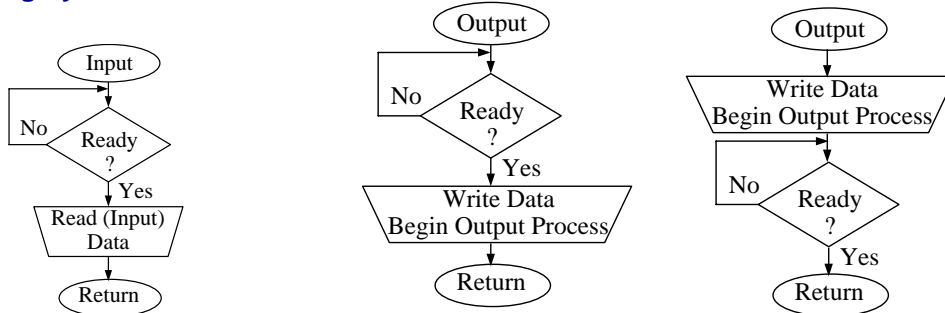 Input
No
Ready
?
Yes
Read (Input)
Data
Return
Output
No
Ready
?
Yes
Write Data
Begin Output Process
Return
Output
Write Data
Begin Output Process
No
Ready
?
Yes
Return